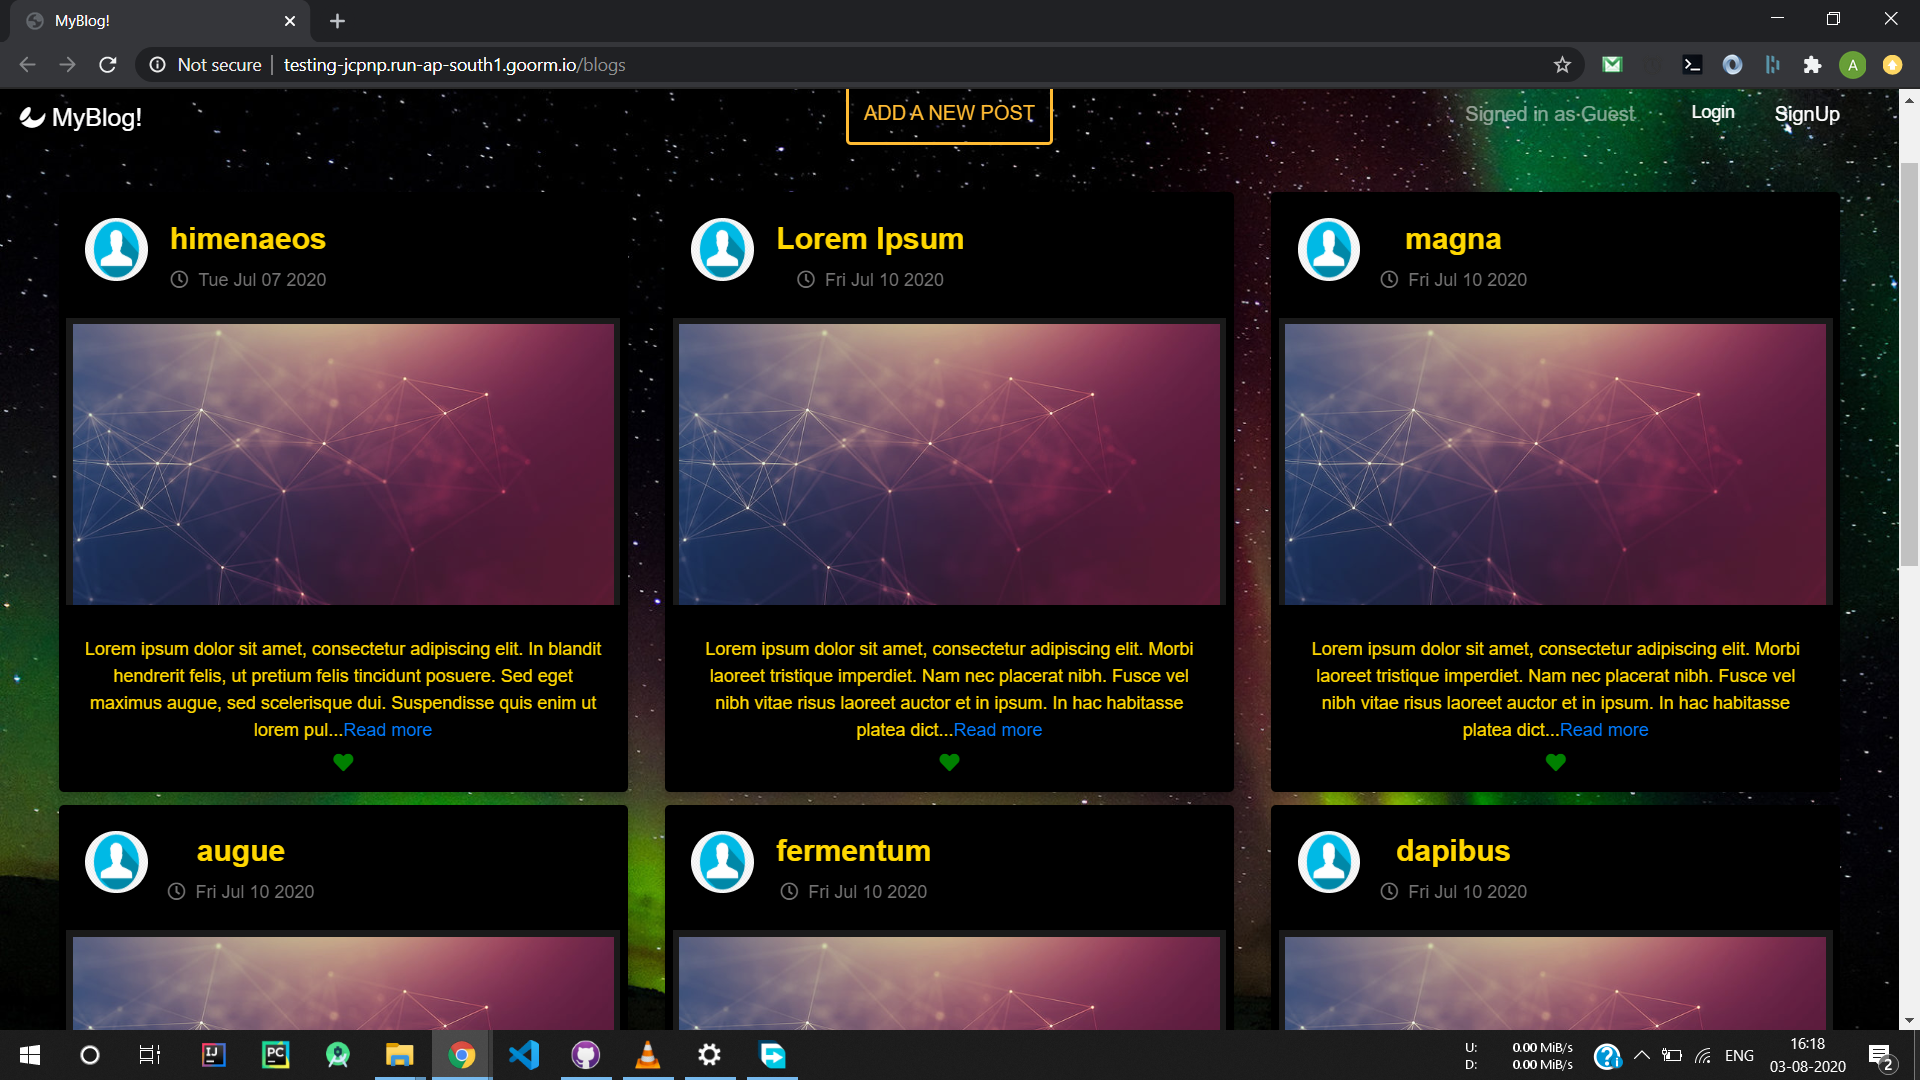 MyBlog!
Not secure
testing-jcpnp.run-ap-south1.goorm.io/blogs
A
MyBlog!
ADD A NEW POST
Signed in as Guest
Login
SignUp
himenaeos
Tue Jul 07 2020
Lorem ipsum dolor sit amet, consectetur adipiscing elit. In blandit
hendrerit felis, ut pretium felis tincidunt posuere. Sed eget
maximus augue, sed scelerisque dui. Suspendisse quis enim ut
lorem pul...Read more
Lorem Ipsum
Fri Jul 10 2020
Lorem ipsum dolor sit amet, consectetur adipiscing elit. Morbi
laoreet tristique imperdiet. Nam nec placerat nibh. Fusce vel
nibh vitae risus laoreet auctor et in ipsum. In hac habitasse
platea dict...Read more
magna
Fri Jul 10 2020
Lorem ipsum dolor sit amet, consectetur adipiscing elit. Morbi
laoreet tristique imperdiet. Nam nec placerat nibh. Fusce vel
nibh vitae risus laoreet auctor et in ipsum. In hac habitasse
platea dict...Read more
augue
Fri Jul 10 2020
fermentum
Fri Jul 10 2020
dapibus
Fri Jul 10 2020
IJ
PC
U: 0.00 MiB/s
D: 0.00 MiB/s
ENG
16:18
03-08-2020
2